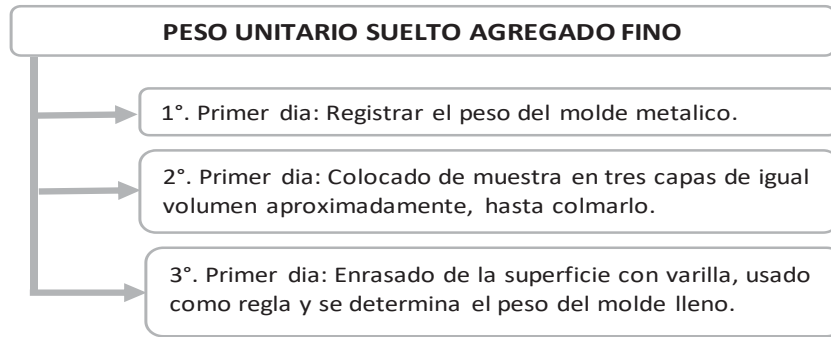 PESO UNITARIO SUELTO AGREGADO FINO
1°. Primer dia: Registrar el peso del molde metalico.
2°. Primer dia: Colocado de muestra en tres capas de igual
volumen aproximadamente, hasta colmarlo.
3°. Primer dia: Enrasado de la superficie con varilla, usado
como regla y se determina el peso del molde lleno.